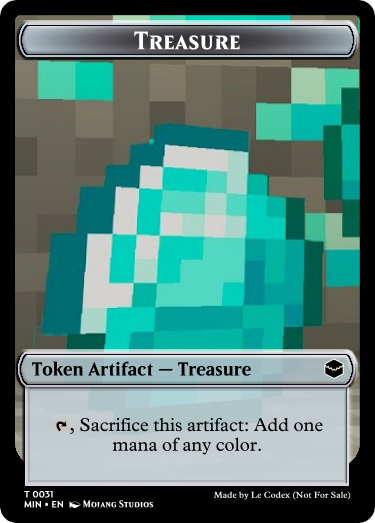 Treasure
Token Artifact — Treasure
, Sacrifice this artifact: Add one
mana of any color.
T 0031
MIN • EN Mojang Studios
Made by Le Codex (Not For Sale)